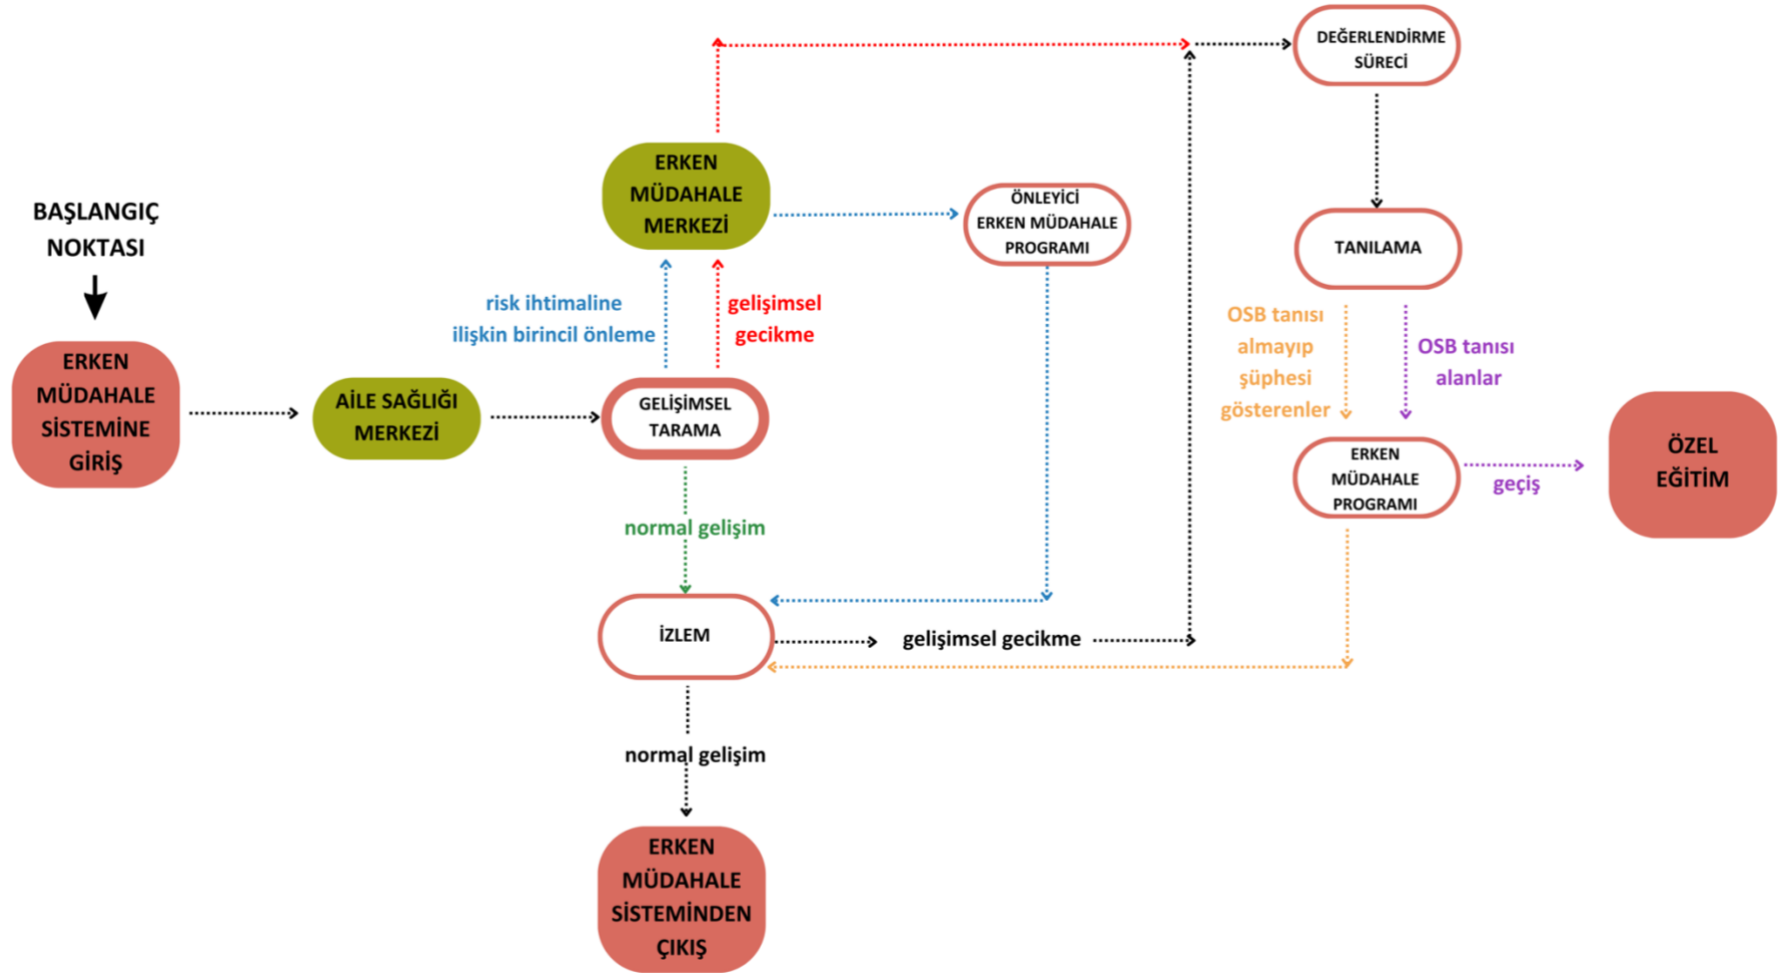 BAŞLANGIÇ
NOKTASI
ERKEN
MÜDAHALE
SİSTEMİNE
GİRİŞ
AİLE SAĞLIĞI
MERKEZİ
GELİŞİMSEL
TARAMA
risk ihtimaline
ilişkin birincil önleme
gelişimsel
gecikme
ERKEN
MÜDAHALE
MERKEZİ
ÖNLEYİCİ
ERKEN MÜDAHALE
PROGRAMI
DEĞERLENDİRME
SÜRECİ
TANILAMA
OSB tanısı
almayıp
şüphesi
gösterenler
OSB tanısı
alanlar
ERKEN
MÜDAHALE
PROGRAMI
geçiş
ÖZEL
EĞİTİM
normal gelişim
İZLEM
gelişimsel gecikme
normal gelişim
ERKEN
MÜDAHALE
SİSTEMİNDEN
ÇIKIŞ